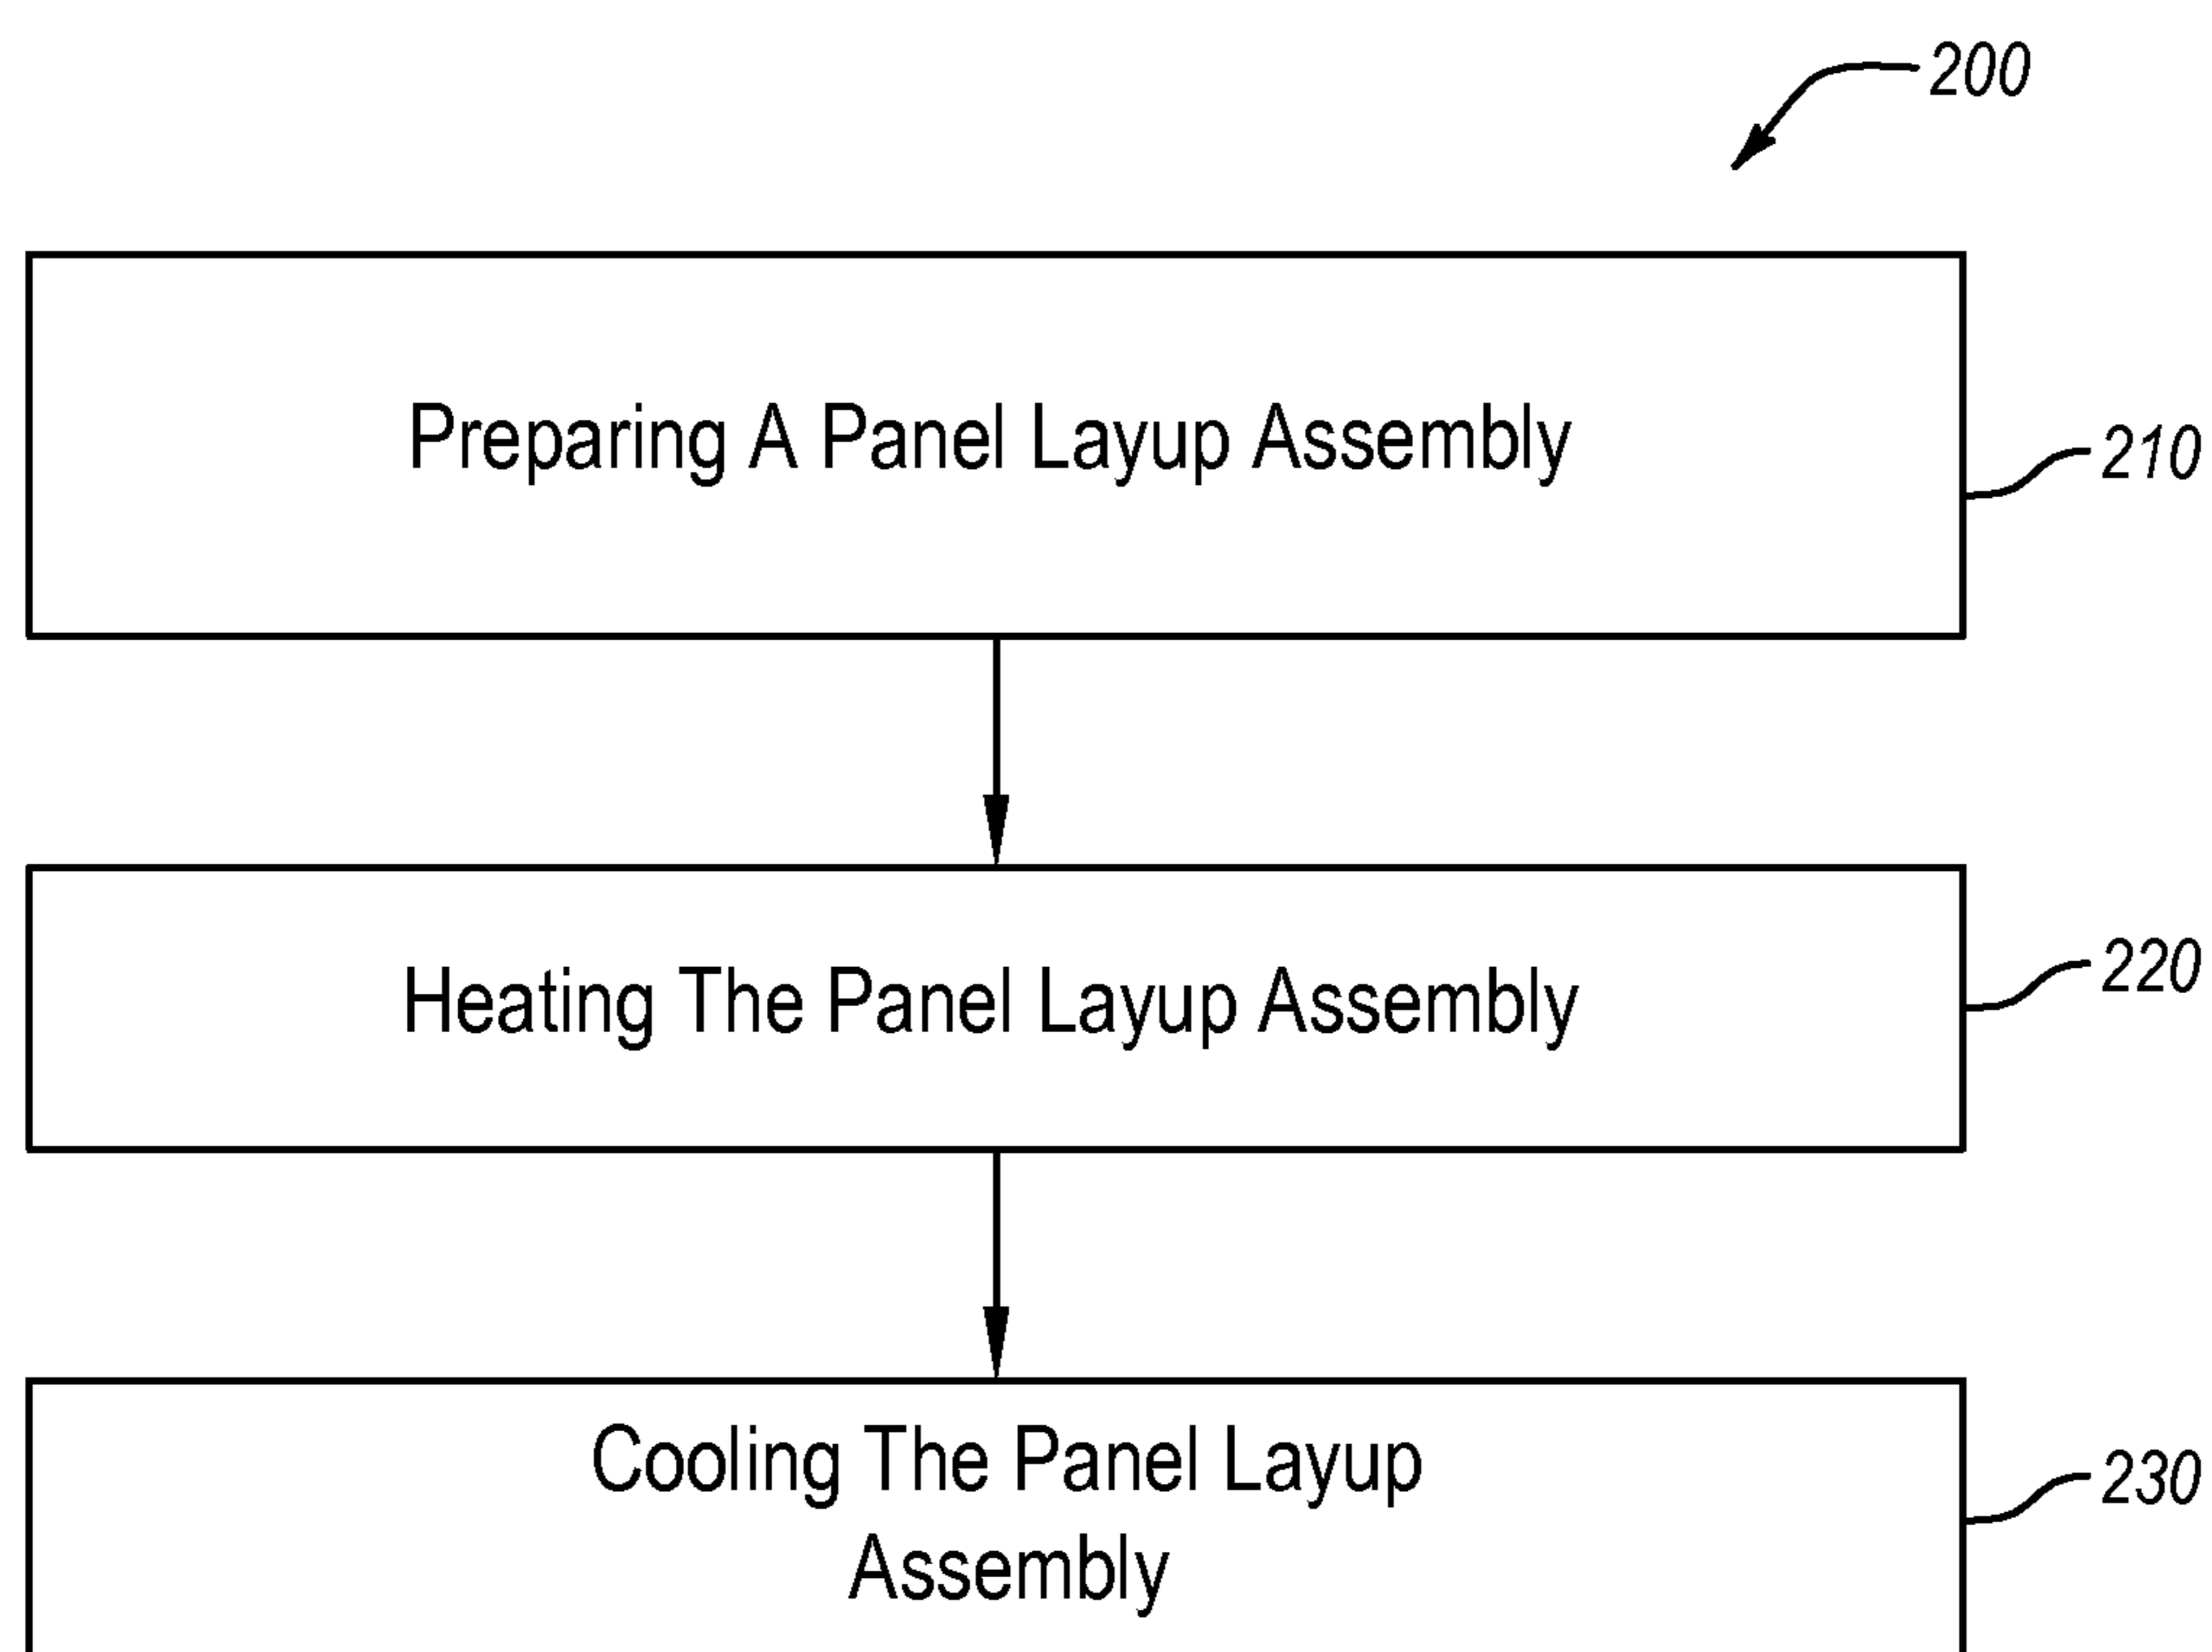 200
Preparing A Panel Layup Assembly
210
Heating The Panel Layup Assembly
220
Cooling The Panel Layup
Assembly
230